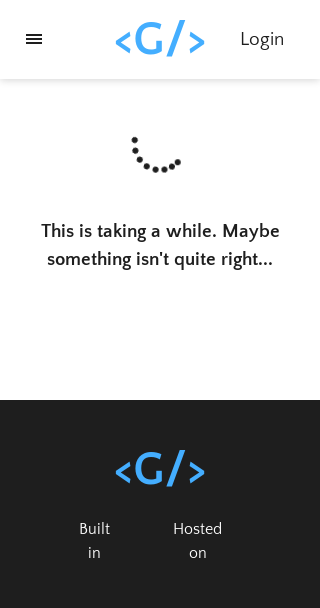 <G/>
Login
This is taking a while. Maybe
something isn't quite right...
<G/>
Built
in
Hosted
on